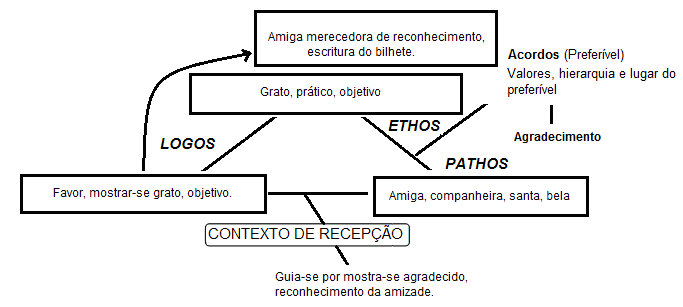 Amiga merecedora de reconhecimento,
escritura do bilhete.
Acordos (Preferível)
Valores, hierarquia e lugar do
preferível
Grato, prático, objetivo
ETHOS
Agradecimento
LOGOS
PATHOS
Favor, mostrar-se grato, objetivo.
Amiga, companheira, santa, bela
CONTEXTO DE RECEPÇÃO
Guia-se por mostra-se agradecido,
reconhecimento da amizade.